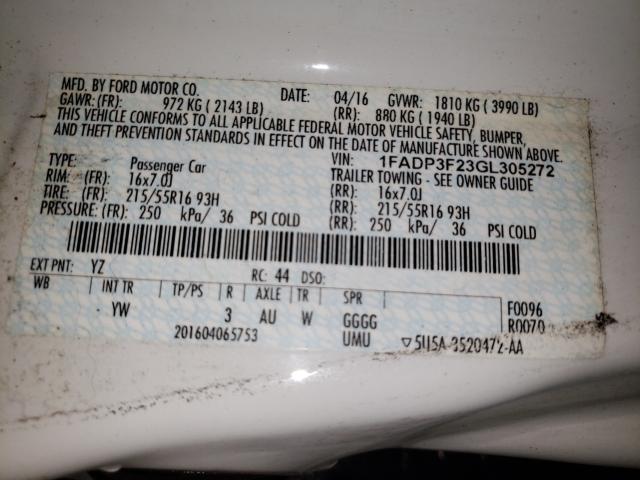 MFD. BY FORD MOTOR CO. DATE: 04/16 GVWR: 1810 KG ( 3990 LB)
GAWR: (FR): 972 KG ( 2143 LB) (RR): 880 KG ( 1940 LB)
THIS VEHICLE CONFORMS TO ALL APPLICABLE FEDERAL MOTOR VEHICLE SAFETY, BUMPER,
AND THEFT PREVENTION STANDARDS IN EFFECT ON THE DATE OF MANUFACTURE SHOWN ABOVE.
VIN: 1FADP3F23GL305272
TYPE: Passenger Car TRAILER TOWING - SEE OWNER GUIDE
RIM: (FR): 16x7.0J (RR): 16x7.0J
TIRE: (FR): 215/55R16 93H (RR): 215/55R16 93H
PRESSURE: (FR): 250 kPa/ 36 PSI COLD (RR): 250 kPa/ 36 PSI COLD
EXT PNT: YZ RC: 44 DSO:
WB INT TR TP/PS R AXLE TR SPR F0096
YW 3 AU W GGGG R0070
201604065753 UMU ▽5U5A-3520472-AA